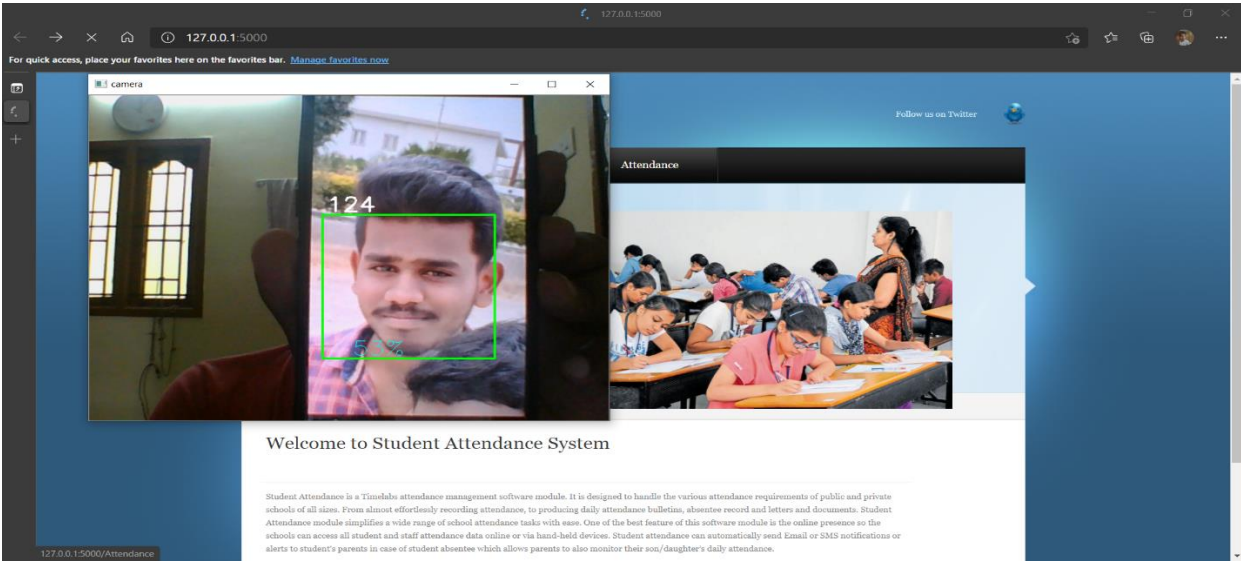 127.0.0.1:5000
127.0.0.1:5000
For quick access, place your favorites here on the favorites bar. Manage favorites now
camera
Follow us on Twitter
Attendance
124
53%
Welcome to Student Attendance System
Student Attendance is a Timelabs attendance management software module. It is designed to handle the various attendance requirements of public and private
schools of all sizes. From almost effortlessly recording attendance, to producing daily attendance bulletins, absentee record and letters and documents. Student
Attendance module simplifies a wide range of school attendance tasks with ease. One of the best feature of this software module is the online presence so the
schools can access all student and staff attendance data online or via hand-held devices. Student attendance can automatically send Email or SMS notifications or
alerts to student's parents in case of student absentee which allows parents to also monitor their son/daughter's daily attendance.
127.0.0.1:5000/Attendance